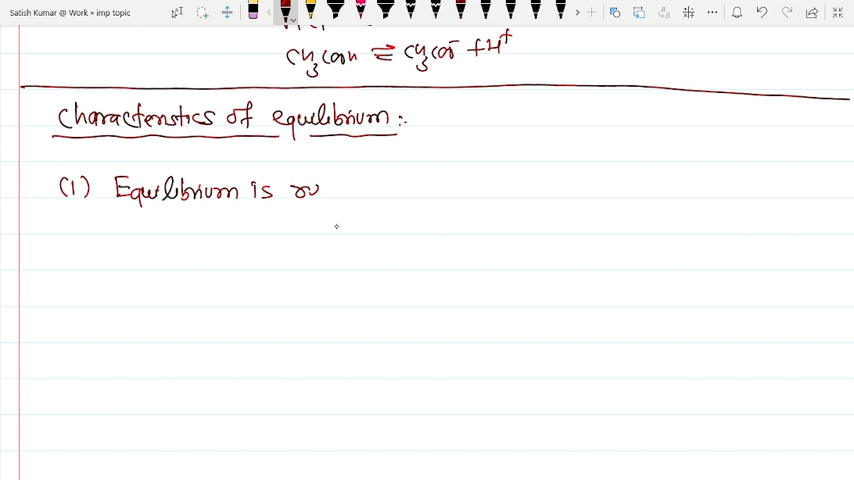 Satish Kumar @ Work » imp topic
CH3COOH ⇌ CH3COO⁻ + H⁺
Characteristics of equilibrium :-
(1) Equilibrium is